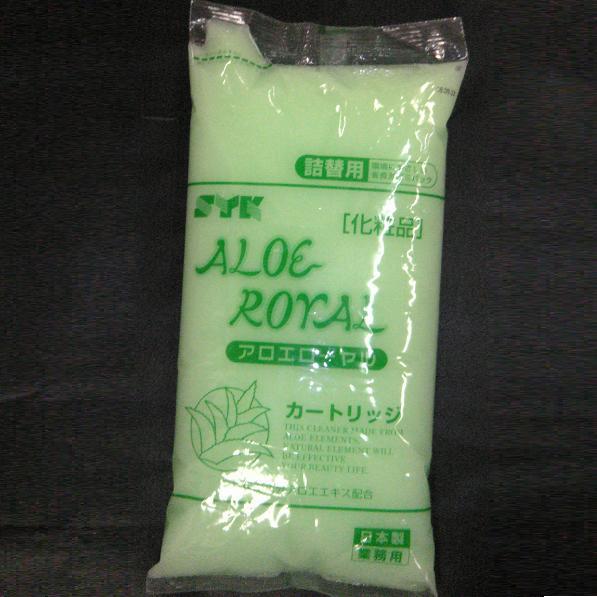 詰替用
SYK
[化粧品]
ALOE
ROYAL
アロエロイヤル
カートリッジ
THIS CLEANER MADE FROM
ALOE ELEMENTS.
NATURAL ELEMENT WILL
BE EFFECTIVE
YOUR BEAUTY LIFE.
アロエエキス配合
日本製
業務用